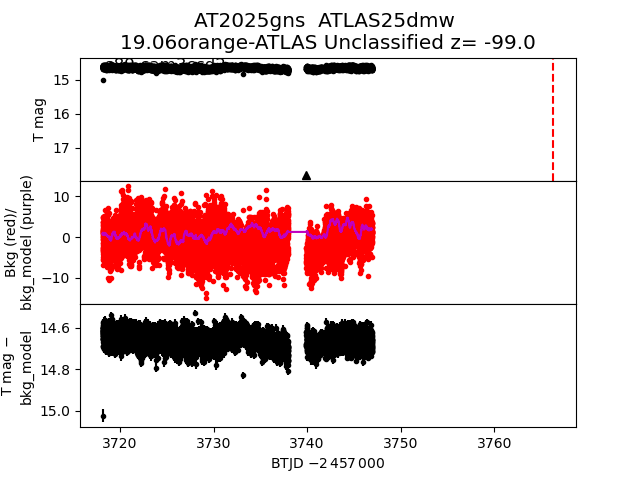 AT2025gns  ATLAS25dmw
19.06orange-ATLAS Unclassified z= -99.0
15
16
17
T mag
10
0
−10
Bkg (red)/
bkg_model (purple)
14.6
14.8
15.0
T mag −
bkg_model
3720 3730 3740 3750 3760
BTJD −2 457 000